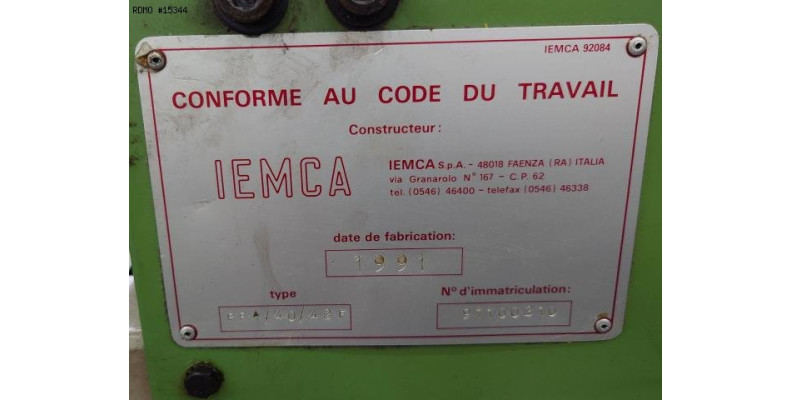 RDMO #15344
IEMCA 92084
CONFORME AU CODE DU TRAVAIL
Constructeur:
IEMCA
IEMCA S.p.A. - 48018 FAENZA (RA) ITALIA
via Granarolo N° 167 - C.P. 62
tel. (0546) 46400 - telefax (0546) 46338
date de fabrication:
1991
type
N° d'immatriculation: